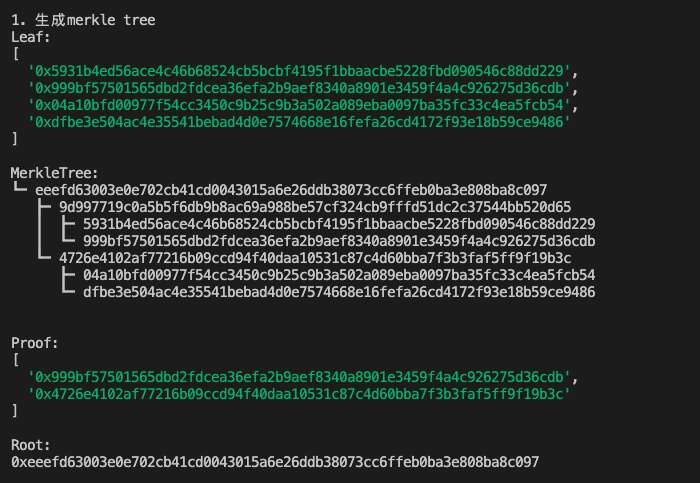 1. 生成merkle tree
Leaf:
[
'0x5931b4ed56ace4c46b68524cb5bcbf4195f1bbaacbe5228fbd090546c88dd229',
'0x999bf57501565dbd2fdcea36efa2b9aef8340a8901e3459f4a4c926275d36cdb',
'0x04a10bfd00977f54cc3450c9b25c9b3a502a089eba0097ba35fc33c4ea5fcb54',
'0xdfbe3e504ac4e35541bebad4d0e7574668e16fefa26cd4172f93e18b59ce9486'
]
MerkleTree:
└─ eeefd63003e0e702cb41cd0043015a6e26ddb38073cc6ffeb0ba3e808ba8c097
   ├─ 9d997719c0a5b5f6db9b8ac69a988be57cf324cb9fffd51dc2c37544bb520d65
   │  ├─ 5931b4ed56ace4c46b68524cb5bcbf4195f1bbaacbe5228fbd090546c88dd229
   │  └─ 999bf57501565dbd2fdcea36efa2b9aef8340a8901e3459f4a4c926275d36cdb
   └─ 4726e4102af77216b09ccd94f40daa10531c87c4d60bba7f3b3faf5ff9f19b3c
      ├─ 04a10bfd00977f54cc3450c9b25c9b3a502a089eba0097ba35fc33c4ea5fcb54
      └─ dfbe3e504ac4e35541bebad4d0e7574668e16fefa26cd4172f93e18b59ce9486
Proof:
[
'0x999bf57501565dbd2fdcea36efa2b9aef8340a8901e3459f4a4c926275d36cdb',
'0x4726e4102af77216b09ccd94f40daa10531c87c4d60bba7f3b3faf5ff9f19b3c'
]
Root:
0xeeefd63003e0e702cb41cd0043015a6e26ddb38073cc6ffeb0ba3e808ba8c097